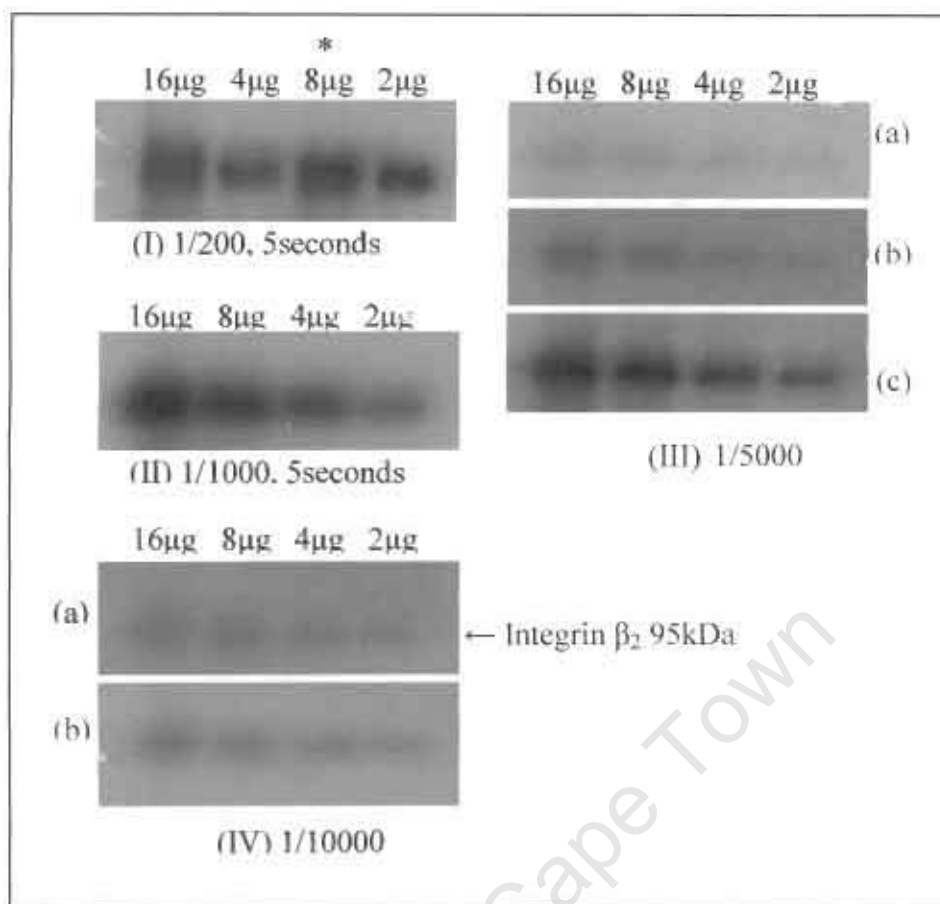 *
16µg 4µg 8µg 2µg
(I) 1/200, 5seconds
16µg 8µg 4µg 2µg
(II) 1/1000. 5seconds
16µg 8µg 4µg 2µg
(a)
(b)
(c)
(III) 1/5000
16µg 8µg 4µg 2µg
(a)
← Integrin β₂ 95kDa
(b)
(IV) 1/10000
Cape Town